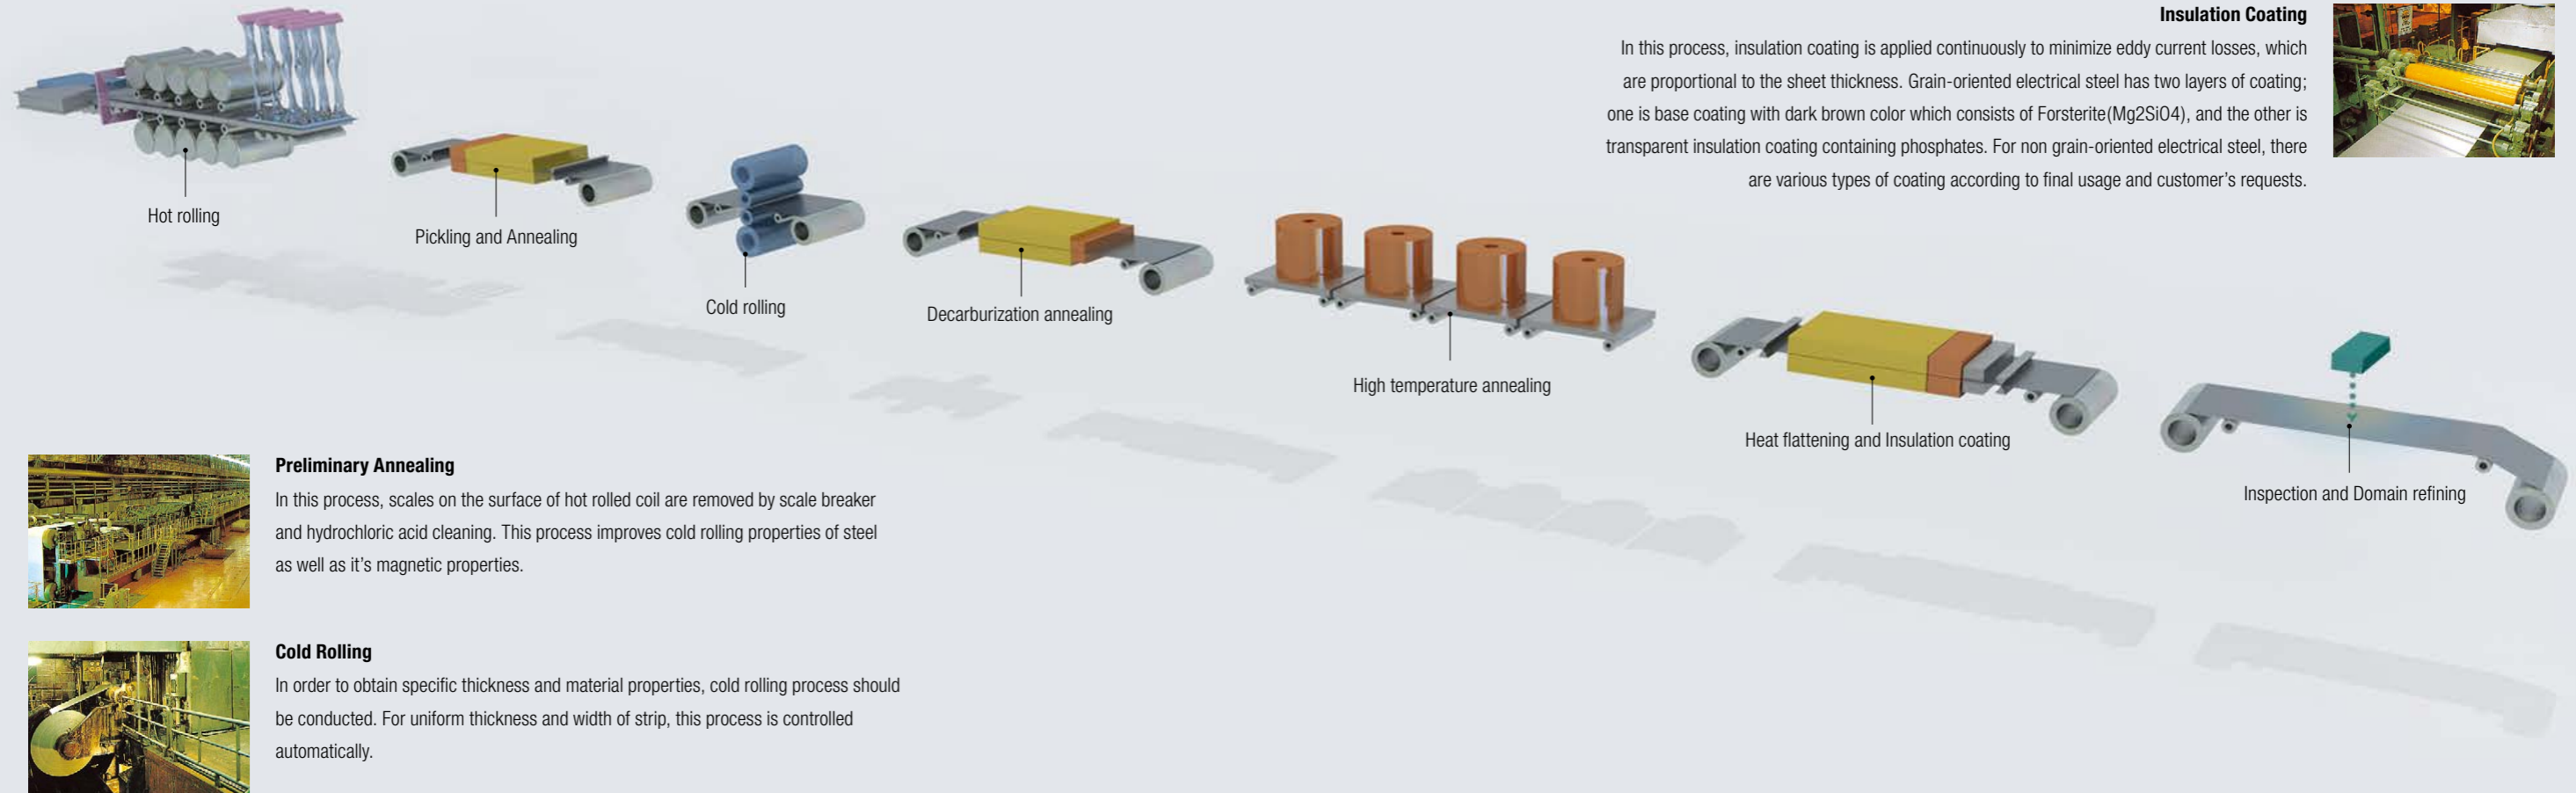 Insulation Coating
In this process, insulation coating is applied continuously to minimize eddy current losses, which
are proportional to the sheet thickness. Grain-oriented electrical steel has two layers of coating;
one is base coating with dark brown color which consists of Forsterite(Mg2SiO4), and the other is
transparent insulation coating containing phosphates. For non grain-oriented electrical steel, there
are various types of coating according to final usage and customer's requests.
Hot rolling
Pickling and Annealing
Cold rolling
Decarburization annealing
High temperature annealing
Heat flattening and Insulation coating
Inspection and Domain refining
Preliminary Annealing
In this process, scales on the surface of hot rolled coil are removed by scale breaker
and hydrochloric acid cleaning. This process improves cold rolling properties of steel
as well as it's magnetic properties.
Cold Rolling
In order to obtain specific thickness and material properties, cold rolling process should
be conducted. For uniform thickness and width of strip, this process is controlled
automatically.